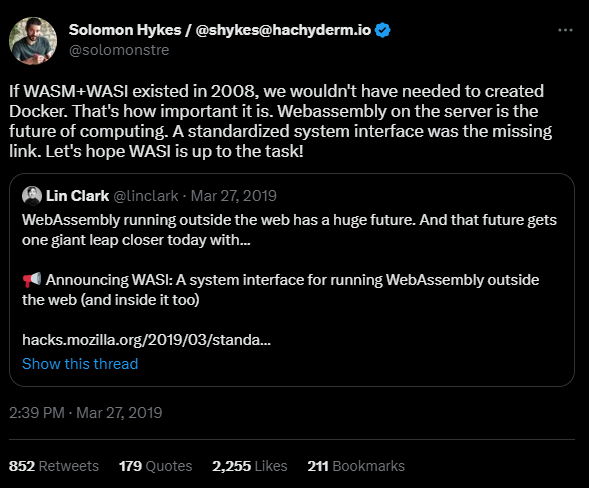 Solomon Hykes / @shykes@hachyderm.io
@solomonstre
If WASM+WASI existed in 2008, we wouldn't have needed to created
Docker. That's how important it is. Webassembly on the server is the
future of computing. A standardized system interface was the missing
link. Let's hope WASI is up to the task!
Lin Clark @linclark · Mar 27, 2019
WebAssembly running outside the web has a huge future. And that future gets
one giant leap closer today with...
📢 Announcing WASI: A system interface for running WebAssembly outside
the web (and inside it too)
hacks.mozilla.org/2019/03/standa...
Show this thread
2:39 PM · Mar 27, 2019
852 Retweets 179 Quotes 2,255 Likes 211 Bookmarks